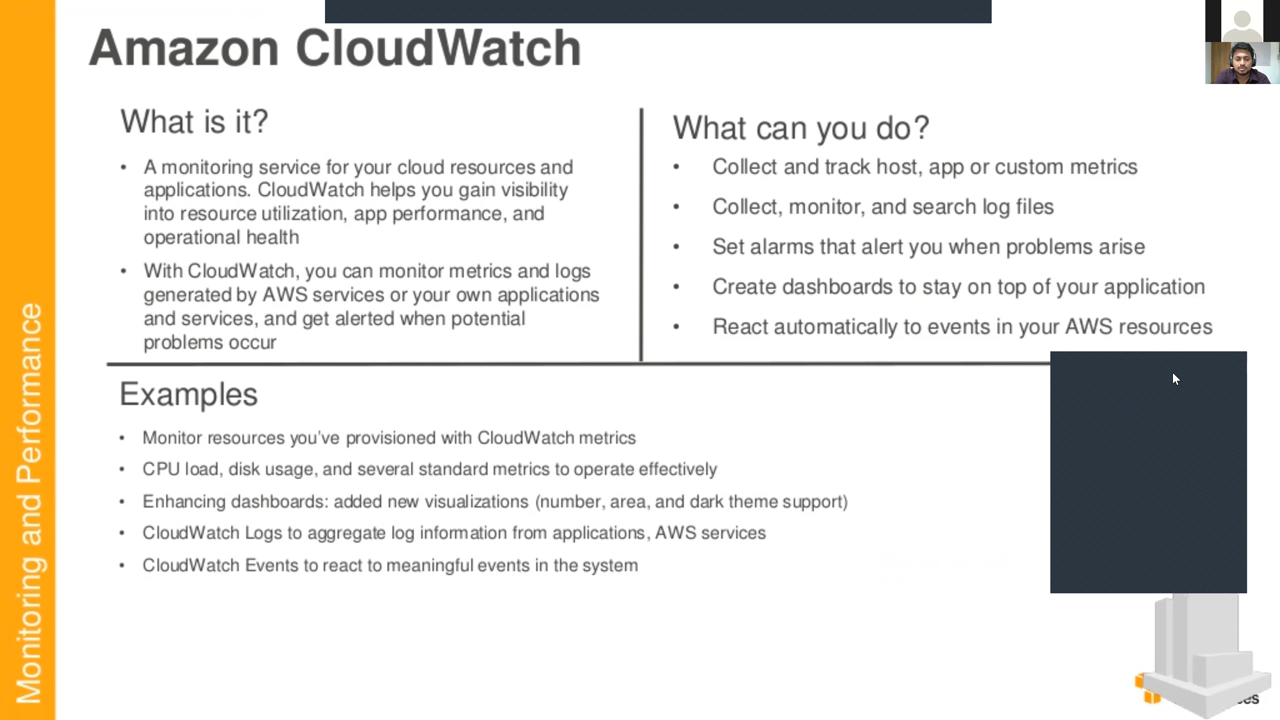 Amazon CloudWatch
What is it?
• A monitoring service for your cloud resources and
applications. CloudWatch helps you gain visibility
into resource utilization, app performance, and
operational health
• With CloudWatch, you can monitor metrics and logs
generated by AWS services or your own applications
and services, and get alerted when potential
problems occur
What can you do?
• Collect and track host, app or custom metrics
• Collect, monitor, and search log files
• Set alarms that alert you when problems arise
• Create dashboards to stay on top of your application
• React automatically to events in your AWS resources
Examples
• Monitor resources you’ve provisioned with CloudWatch metrics
• CPU load, disk usage, and several standard metrics to operate effectively
• Enhancing dashboards: added new visualizations (number, area, and dark theme support)
• CloudWatch Logs to aggregate log information from applications, AWS services
• CloudWatch Events to react to meaningful events in the system
Monitoring and Performance